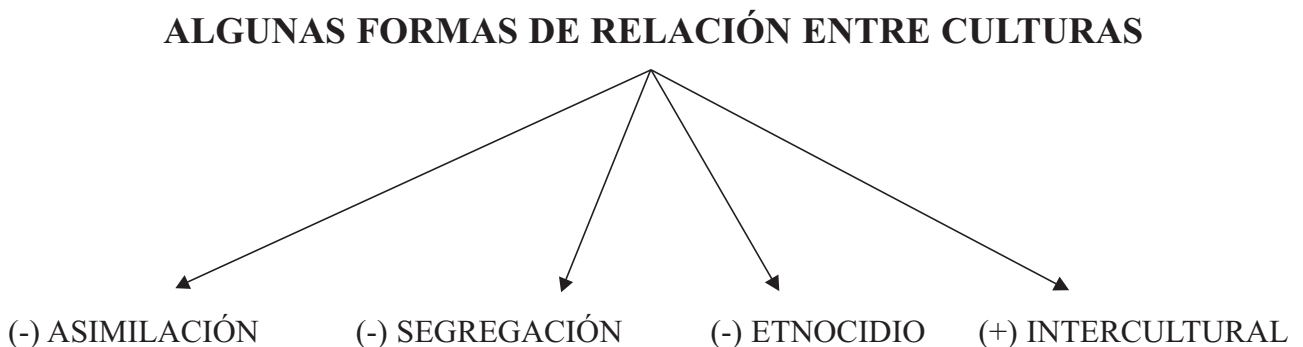 ALGUNAS FORMAS DE RELACIÓN ENTRE CULTURAS
(-) ASIMILACIÓN (-) SEGREGACIÓN (-) ETNOCIDIO (+) INTERCULTURAL